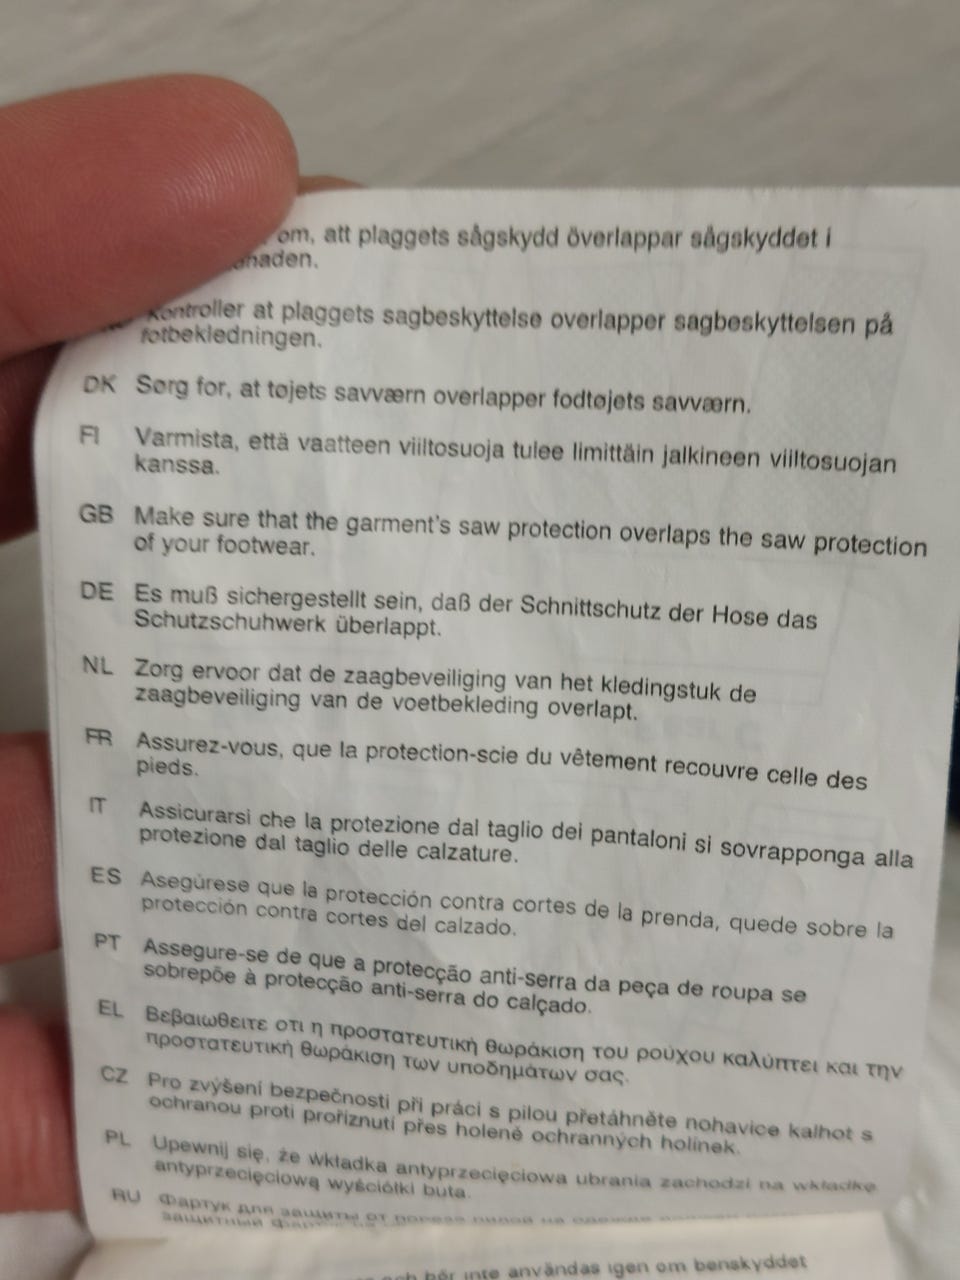 om, att plaggets sågskydd överlappar sågskyddet i
Kontroller at plaggets sagbeskyttelse overlapper sagbeskyttelsen på
fotbekledningen.
DK Sørg for, at tøjets savværn overlapper fodtøjets savværn.
FI Varmista, että vaatteen viiltosuoja tulee limittäin jalkineen viiltosuojan
kanssa.
GB Make sure that the garment's saw protection overlaps the saw protection
of your footwear.
DE Es muß sichergestellt sein, daß der Schnittschutz der Hose das
Schutzschuhwerk überlappt.
NL Zorg ervoor dat de zaagbeveiliging van het kledingstuk de
zaagbeveiliging van de voetbekleding overlapt.
FR Assurez-vous, que la protection-scie du vêtement recouvre celle des
pieds.
IT Assicurarsi che la protezione dal taglio dei pantaloni si sovrapponga alla
protezione dal taglio delle calzature.
ES Asegúrese que la protección contra cortes de la prenda, quede sobre la
protección contra cortes del calzado.
PT Assegure-se de que a protecção anti-serra da peça de roupa se
sobrepõe à protecção anti-serra do calçado.
EL Βεβαιωθειτε οτι η προστατευτική θωράκιση του ρούχου καλύπτει και την
προστατευτική θωράκιση των υποδημάτων σας.
CZ Pro zvýšení bezpečnosti při práci s pilou přetáhněte nohavice kalhot s
ochranou proti proříznutí přes holeně ochranných holínek.
PL Upewnij się, że wkładka antyprzecięciowa ubrania zachodzi na wkładkę
antyprzecięciową wyściółki buta.
RU Фартук для защиты от пореза пилой на
защитный
och bör inte användas igen om benskyddet